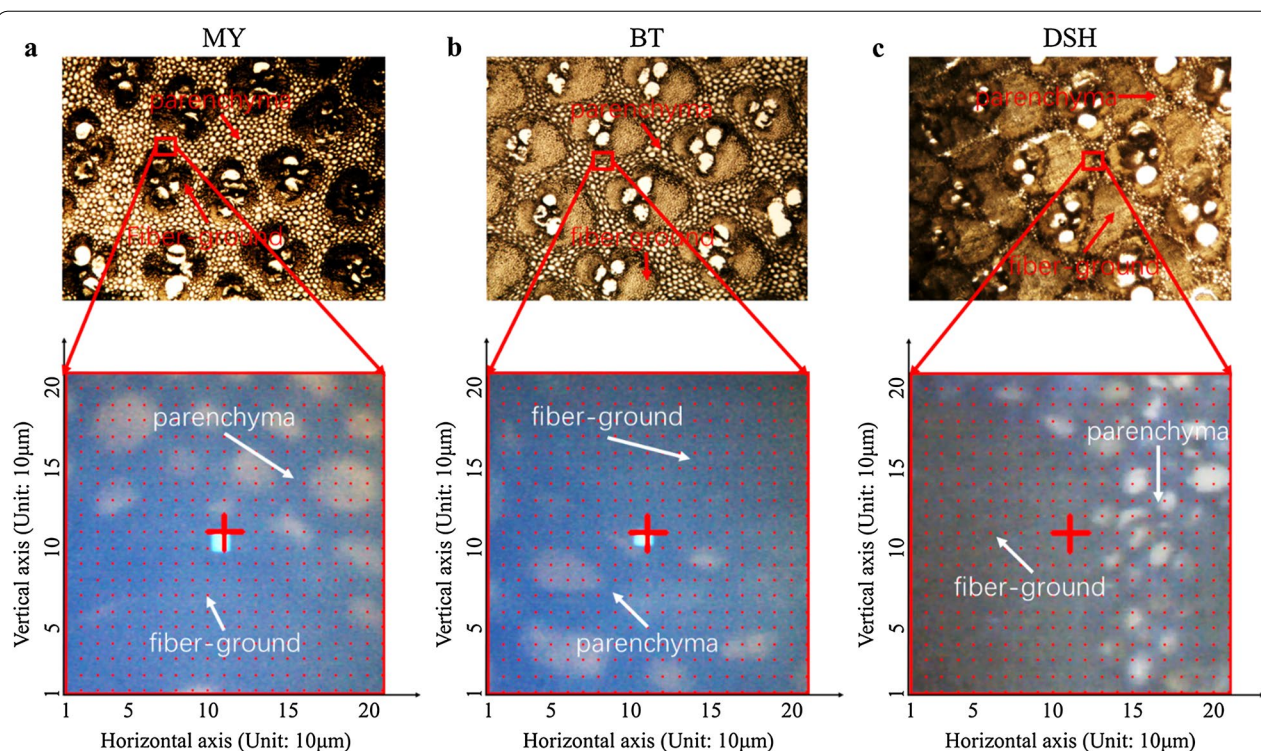 a MY
b BT
c DSH
parenchyma
Fiber-ground
parenchyma
fiber-ground
parenchyma
fiber-ground
20
15
10
5
1
Vertical axis (Unit: 10μm)
parenchyma
fiber-ground
1 5 10 15 20
Horizontal axis (Unit: 10μm)
20
15
10
5
1
Vertical axis (Unit: 10μm)
fiber-ground
parenchyma
1 5 10 15 20
Horizontal axis (Unit: 10μm)
20
15
10
5
1
Vertical axis (Unit: 10μm)
parenchyma
fiber-ground
1 5 10 15 20
Horizontal axis (Unit: 10μm)